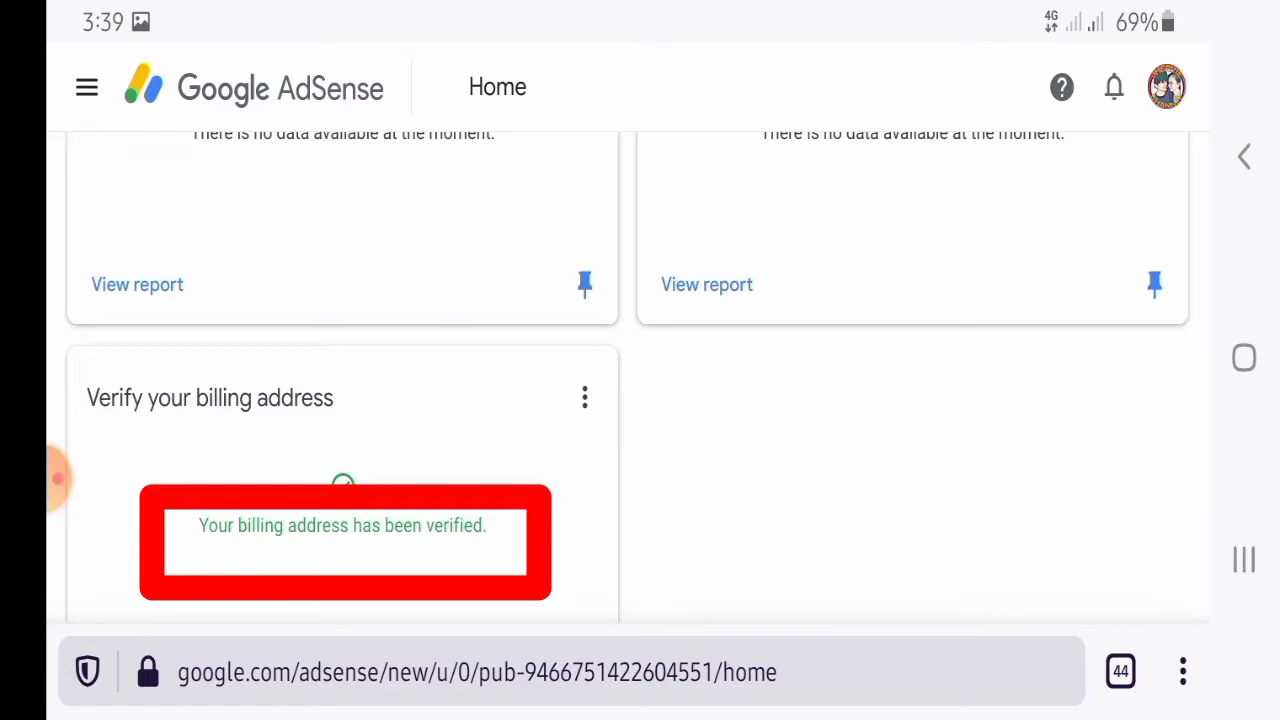 3:39
4G
69%
Google AdSense
Home
There is no data available at the moment.
There is no data available at the moment.
View report
View report
Verify your billing address
Your billing address has been verified.
google.com/adsense/new/u/0/pub-9466751422604551/home
44